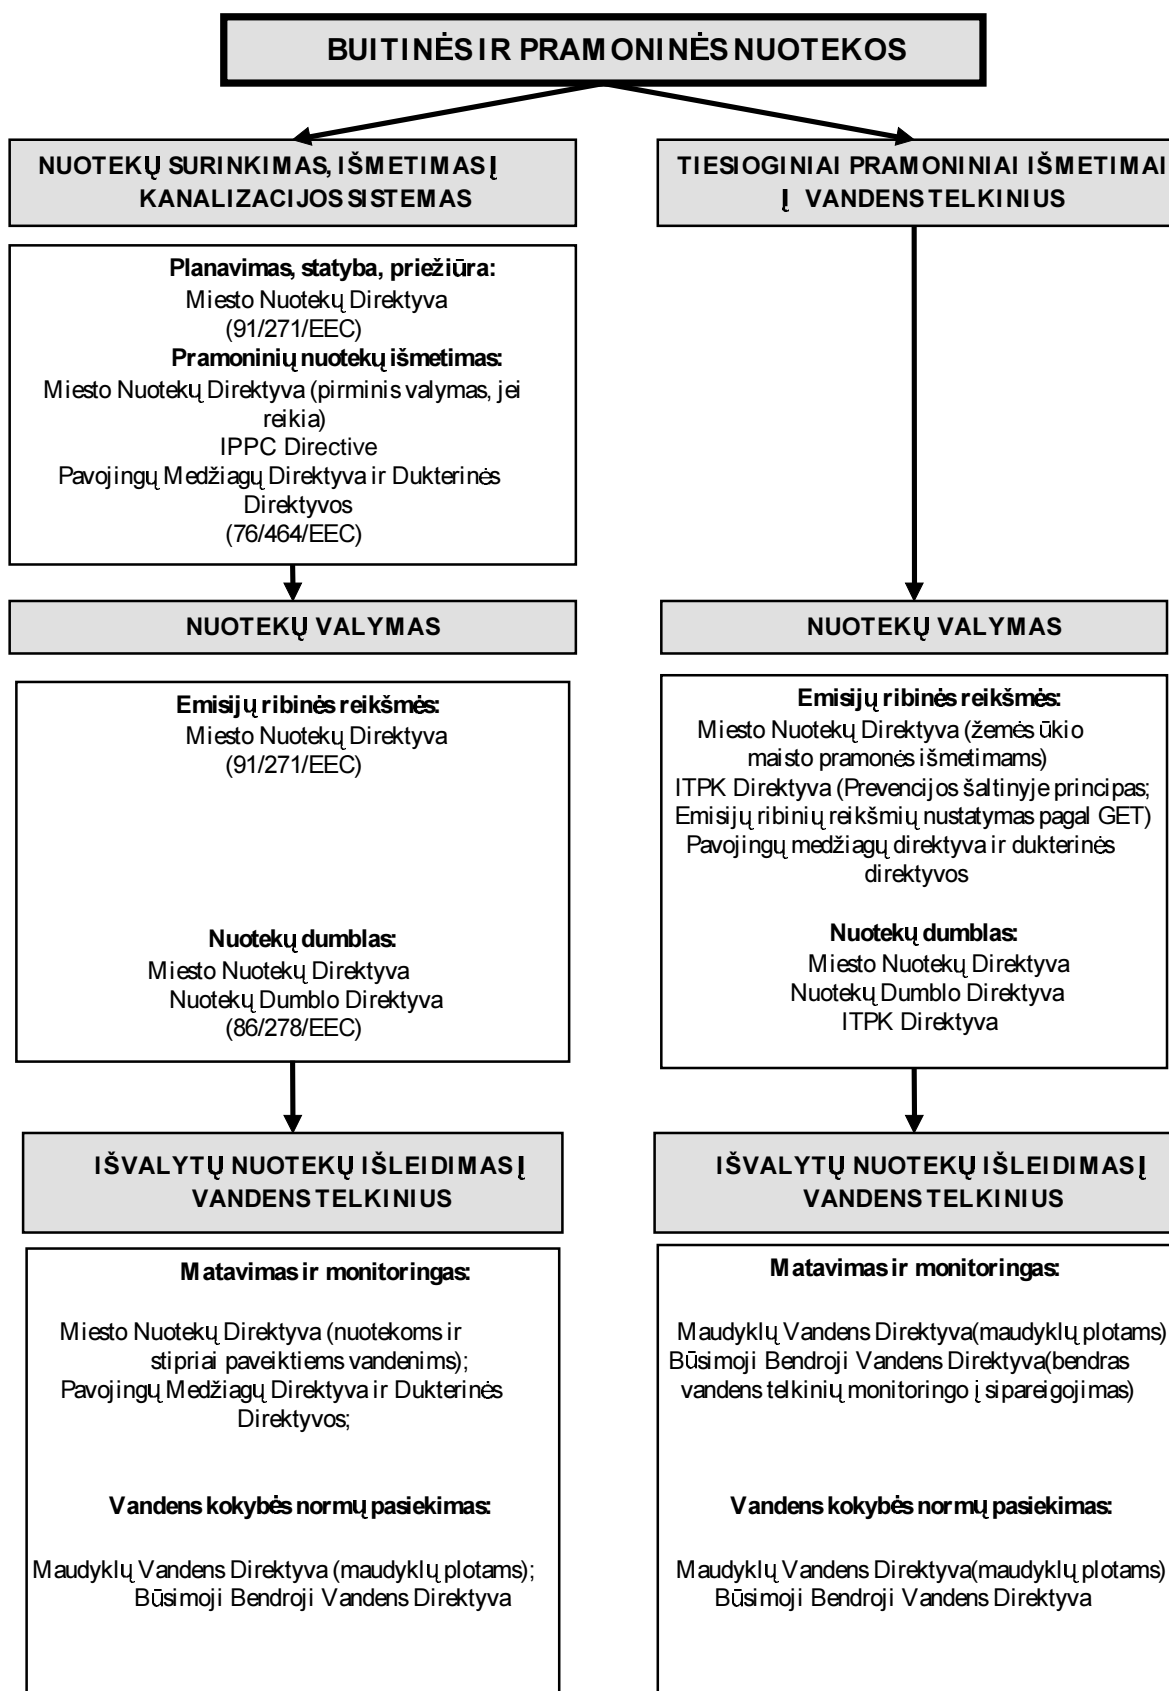 BUITINĖS IR PRAMONINĖS NUOTEKOS
NUOTEKŲ SURINKIMAS, IŠMETIMAS Į
KANALIZACIJOS SISTEMAS
Planavimas, statyba, priežiūra:
Miesto Nuotekų Direktyva
(91/271/EEC)
Pramoninių nuotekų išmetimas:
Miesto Nuotekų Direktyva (pirminis valymas, jei
reikia)
IPPC Directive
Pavojingų Medžiagų Direktyva ir Dukterinės
Direktyvos
(76/464/EEC)
NUOTEKŲ VALYMAS
Emisijų ribinės reikšmės:
Miesto Nuotekų Direktyva
(91/271/EEC)
Nuotekų dumblas:
Miesto Nuotekų Direktyva
Nuotekų Dumblo Direktyva
(86/278/EEC)
IŠVALYTŲ NUOTEKŲ IŠLEIDIMAS Į
VANDENS TELKINIUS
Matavimas ir monitoringas:
Miesto Nuotekų Direktyva (nuotekoms ir
stipriai paveiktiems vandenims);
Pavojingų Medžiagų Direktyva ir Dukterinės
Direktyvos;
Vandens kokybės normų pasiekimas:
Maudyklų Vandens Direktyva (maudyklų plotams);
Būsimoji Bendroji Vandens Direktyva
TIESIOGINIAI PRAMONINIAI IŠMETIMAI
Į VANDENS TELKINIUS
NUOTEKŲ VALYMAS
Emisijų ribinės reikšmės:
Miesto Nuotekų Direktyva (žemės ūkio
maisto pramonės išmetimams)
ITPK Direktyva (Prevencijos šaltinyje principas;
Emisijų ribinių reikšmių nustatymas pagal GET)
Pavojingų medžiagų direktyva ir dukterinės
direktyvos
Nuotekų dumblas:
Miesto Nuotekų Direktyva
Nuotekų Dumblo Direktyva
ITPK Direktyva
IŠVALYTŲ NUOTEKŲ IŠLEIDIMAS Į
VANDENS TELKINIUS
Matavimas ir monitoringas:
Maudyklų Vandens Direktyva(maudyklų plotams)
Būsimoji Bendroji Vandens Direktyva(bendras
vandens telkinių monitoringo į sipareigojimas)
Vandens kokybės normų pasiekimas:
Maudyklų Vandens Direktyva(maudyklų plotams)
Būsimoji Bendroji Vandens Direktyva